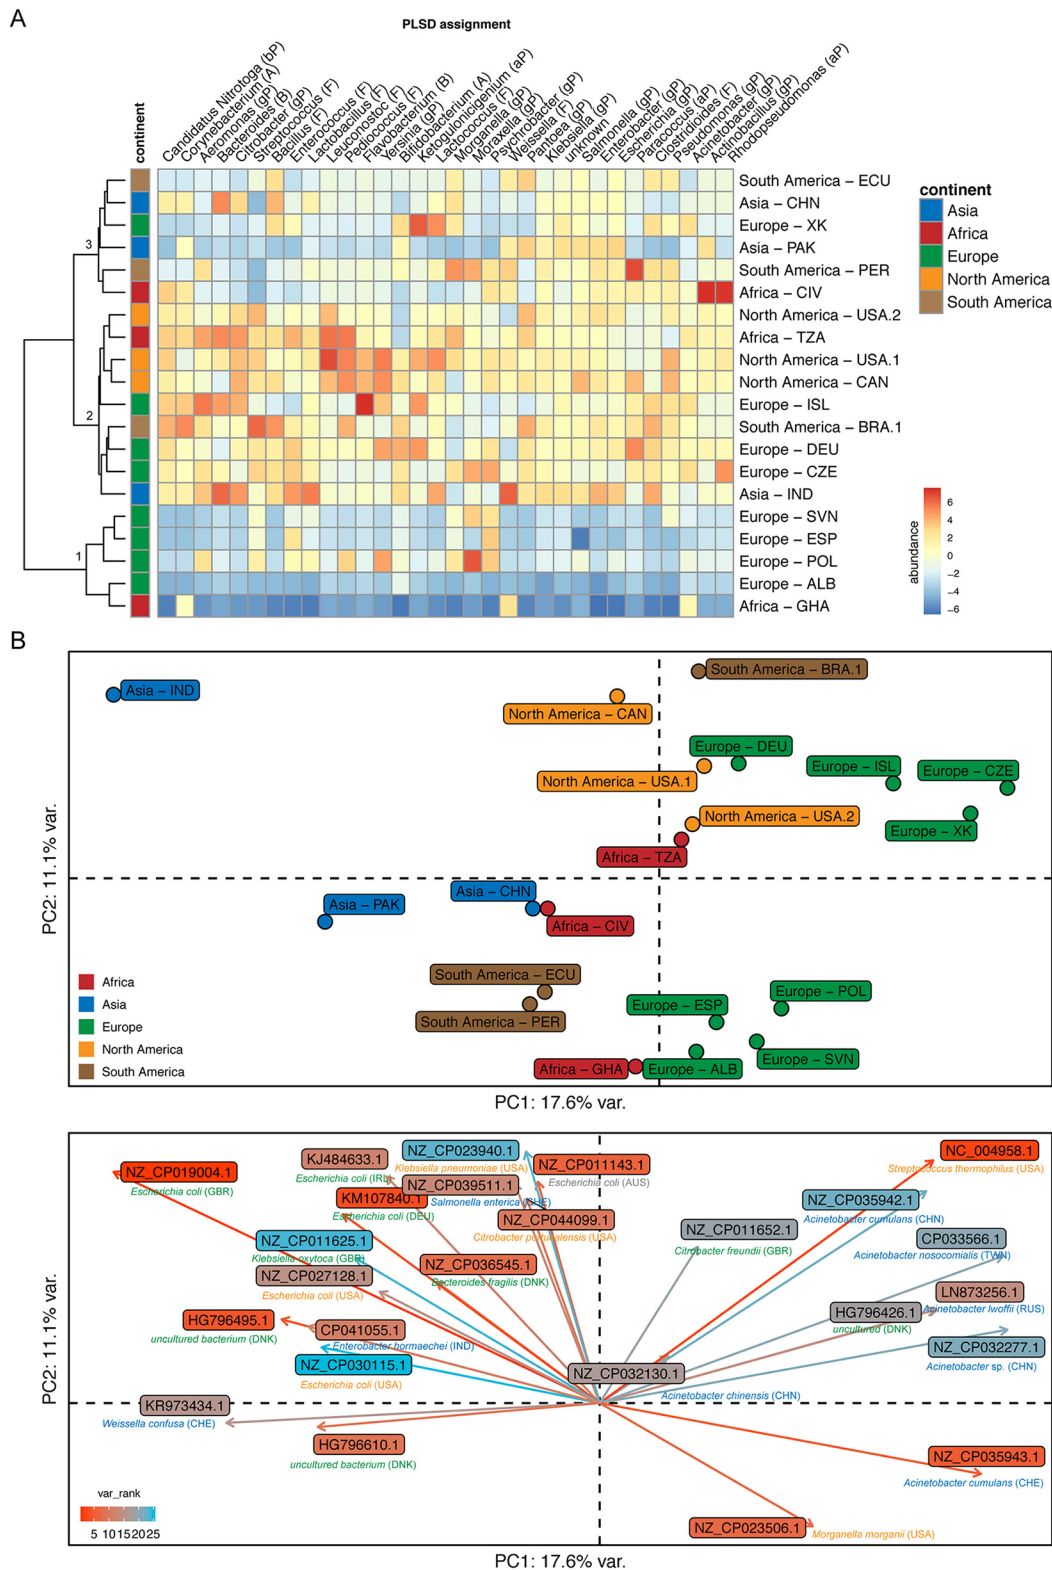 A
PLSD assignment
continent
Candidatus Nitrotoga (bP)
Corynebacterium (A)
Aeromonas (gP)
Bacteroides (B)
Citrobacter (gP)
Streptococcus (F)
Bacillus (F)
Enterococcus (F)
Lactobacillus (F)
Leuconostoc (F)
Pediococcus (F)
Flavobacterium (B)
Yersinia (gP)
Bifidobacterium (A)
Ketogulonicigenium (aP)
Lactococcus (F)
Morganella (gP)
Moraxella (gP)
Psychrobacter (gP)
Weissella (F)
Pantoea (gP)
Klebsiella (gP)
unknown
Salmonella (gP)
Enterobacter (gP)
Escherichia (gP)
Paracoccus (aP)
Clostridioides (F)
Pseudomonas (gP)
Acinetobacter (gP)
Actinobacillus (gP)
Rhodopseudomonas (aP)
South America – ECU
Asia – CHN
Europe – XK
3
Asia – PAK
South America – PER
Africa – CIV
North America – USA.2
Africa – TZA
North America – USA.1
North America – CAN
Europe – ISL
2
South America – BRA.1
Europe – DEU
Europe – CZE
Asia – IND
Europe – SVN
Europe – ESP
1
Europe – POL
Europe – ALB
Africa – GHA
continent
Asia
Africa
Europe
North America
South America
abundance
6
4
2
0
−2
−4
−6
B
South America – BRA.1
Asia – IND
North America – CAN
Europe – DEU
Europe – ISL
Europe – CZE
North America – USA.1
North America – USA.2
Europe – XK
Africa – TZA
Asia – CHN
Asia – PAK
Africa – CIV
South America – ECU
Europe – POL
Europe – ESP
South America – PER
Europe – SVN
Africa – GHA
Europe – ALB
Africa
Asia
Europe
North America
South America
PC2: 11.1% var.
PC1: 17.6% var.
NZ_CP023940.1
Klebsiella pneumoniae (USA)
NC_004958.1
Streptococcus thermophilus (USA)
KJ484633.1
Escherichia coli (IRL)
NZ_CP011143.1
Escherichia coli (AUS)
NZ_CP019004.1
Escherichia coli (GBR)
NZ_CP039511.1
Salmonella enterica (CHE)
KM107840.1
Escherichia coli (DEU)
NZ_CP035942.1
Acinetobacter cumulans (CHN)
NZ_CP044099.1
Citrobacter portucalensis (USA)
NZ_CP011652.1
Citrobacter freundii (GBR)
NZ_CP011625.1
Klebsiella oxytoca (GBR)
CP033566.1
Acinetobacter nosocomialis (TWN)
NZ_CP036545.1
Bacteroides fragilis (DNK)
NZ_CP027128.1
Escherichia coli (USA)
LN873256.1
Acinetobacter lwoffii (RUS)
HG796426.1
uncultured (DNK)
HG796495.1
uncultured bacterium (DNK)
CP041055.1
Enterobacter hormaechei (IND)
NZ_CP032277.1
Acinetobacter sp. (CHN)
NZ_CP030115.1
Escherichia coli (USA)
NZ_CP032130.1
Acinetobacter chinensis (CHN)
KR973434.1
Weissella confusa (CHE)
HG796610.1
uncultured bacterium (DNK)
NZ_CP035943.1
Acinetobacter cumulans (CHE)
NZ_CP023506.1
Morganella morganii (USA)
var_rank
5 10 15 20 25
PC2: 11.1% var.
PC1: 17.6% var.